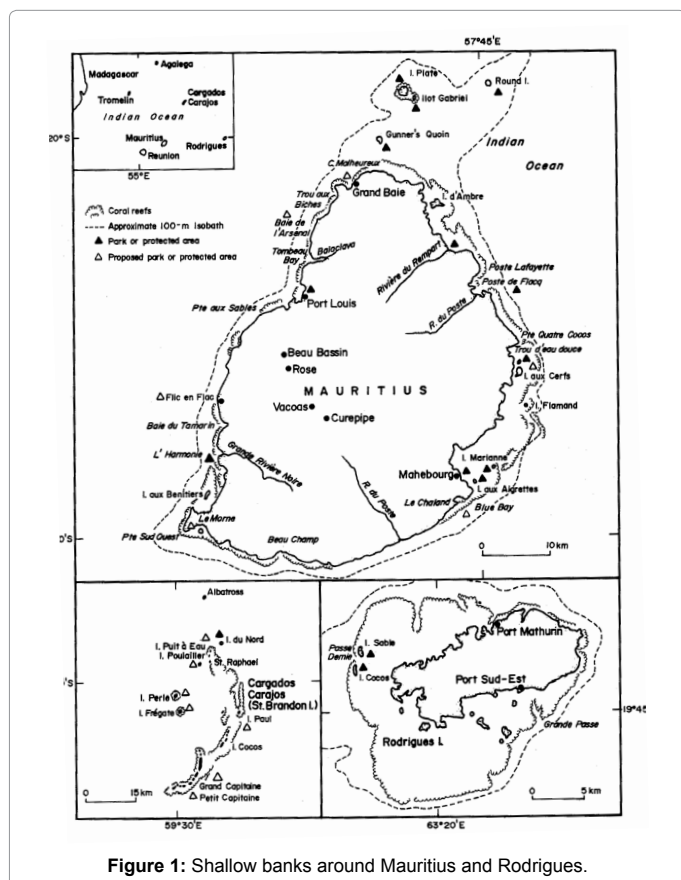 57°45'E
Agalega
Madagascar
Tromelin
Cargados
Carajos
Indian Ocean
Mauritius
Rodrigues
Reunion
55°E
20°S
I. Plate
Round I.
Ilot Gabriel
Gunner's Quoin
Indian
Ocean
C. Malheureux
Grand Baie
I. d'Ambre
Trou aux
Biches
Baie de
l'Arsenal
Tombeau
Bay
Balaclava
Coral reefs
Approximate 100-m isobath
Park or protected area
Proposed park or protected area
Rivière du Rempart
Poste Lafayette
Poste de Flacq
R. du Poste
Pte aux Sables
Port Louis
Pte Quatre Cocos
Trou d'eau douce
I. aux Cerfs
Beau Bassin
Rose
MAURITIUS
Flic en Flac
Vacoas
Curepipe
I. Flamand
Baie du Tamarin
L'Harmonie
Grande Rivière Noire
I. Marianne
Mahebourg
I. aux Aigrettes
I. aux Benitiers
R. du Poste
Le Chaland
Blue Bay
Le Morne
Pte Sud Ouest
Beau Champ
0°S
0 10 km
Albatross
I. du Nord
I. Puit à Eau
I. Poulailler
St. Raphael
Cargados
Carajos
(St. Brandon I.)
I. Perle
I. Frégate
I. Paul
I. Cocos
Grand Capitaine
Petit Capitaine
0 15 km
59°30'E
Port Mathurin
I. Sable
Passe
Demie
I. Cocos
Port Sud-Est
Grande Passe
Rodrigues I.
19°45'
0 5 km
63°20'E
Figure 1: Shallow banks around Mauritius and Rodrigues.